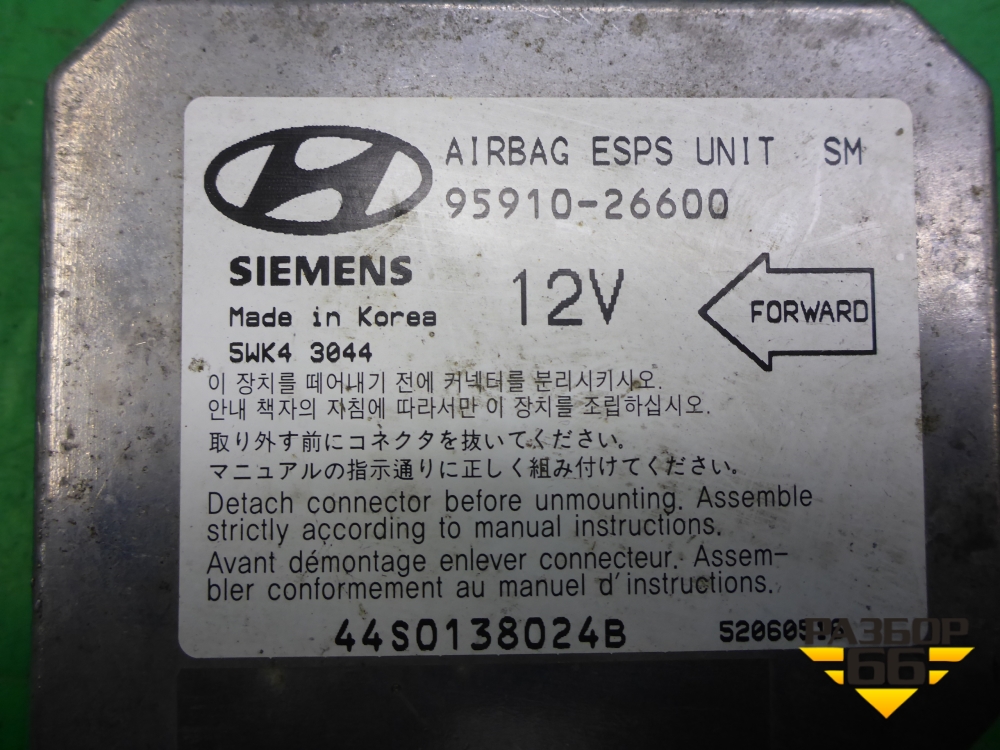 AIRBAG ESPS UNIT SM
95910-26600
SIEMENS
12V
FORWARD
Made in Korea
5WK4 3044
이 장치를 떼어내기 전에 커넥터를 분리시키시오.
안내 책자의 지침에 따라서만 이 장치를 조립하십시오.
取り外す前にコネクタを抜いてください。
マニュアルの指示通りに正しく組み付けてください。
Detach connector before unmounting. Assemble
strictly according to manual instructions.
Avant démontage enlever connecteur. Assem-
bler conformement au manuel d'instructions.
44S0138024B
РАЗБОР
66